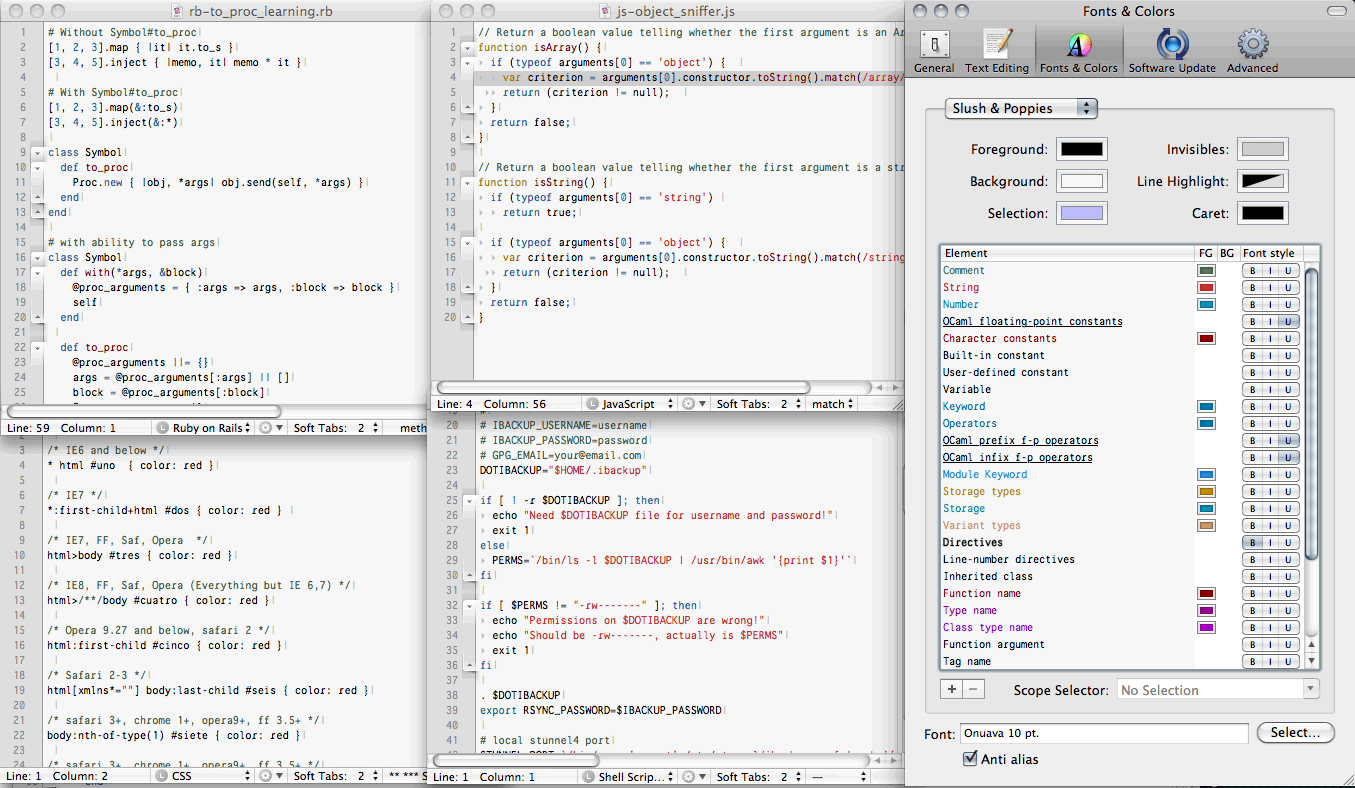 rb-to_proc_learning.rb
1 # Without Symbol#to_proc
2 [1, 2, 3].map { |it| it.to_s }
3 [3, 4, 5].inject { |memo, it| memo * it }
4
5 # With Symbol#to_proc
6 [1, 2, 3].map(&:to_s)
7 [3, 4, 5].inject(&:*)
8
9 class Symbol
10 def to_proc
11 Proc.new { |obj, *args| obj.send(self, *args) }
12 end
13 end
14
15 # with ability to pass args
16 class Symbol
17 def with(*args, &block)
18 @proc_arguments = { :args => args, :block => block }
19 self
20 end
21
22 def to_proc
23 @proc_arguments ||= {}
24 args = @proc_arguments[:args] || []
25 block = @proc_arguments[:block]
Line: 59 Column: 1 L Ruby on Rails Soft Tabs: 2 meth
js-object_sniffer.js
1 // Return a boolean value telling whether the first argument is an Ar
2 function isArray() {
3 if (typeof arguments[0] == 'object') {
4 var criterion = arguments[0].constructor.toString().match(/array/
5 return (criterion != null);
6 }
7 return false;
8 }
9
10 // Return a boolean value telling whether the first argument is a str
11 function isString() {
12 if (typeof arguments[0] == 'string')
13 return true;
14
15 if (typeof arguments[0] == 'object') {
16 var criterion = arguments[0].constructor.toString().match(/string
17 return (criterion != null);
18 }
19 return false;
20 }
Line: 4 Column: 56 L JavaScript Soft Tabs: 2 match
3 /* IE6 and below */
4 * html #uno { color: red }
5
6 /* IE7 */
7 *:first-child+html #dos { color: red }
8
9 /* IE7, FF, Saf, Opera */
10 html>body #tres { color: red }
11
12 /* IE8, FF, Saf, Opera (Everything but IE 6,7) */
13 html>/**/body #cuatro { color: red }
14
15 /* Opera 9.27 and below, safari 2 */
16 html:first-child #cinco { color: red }
17
18 /* Safari 2-3 */
19 html[xmlns*=""] body:last-child #seis { color: red }
20
21 /* safari 3+, chrome 1+, opera9+, ff 3.5+ */
22 body:nth-of-type(1) #siete { color: red }
23
24 /* safari 3+, chrome 1+, opera9+, ff 3.5+ */
Line: 1 Column: 2 L CSS Soft Tabs: 2 ** *** S
19 #
20 # IBACKUP_USERNAME=username
21 # IBACKUP_PASSWORD=password
22 # GPG_EMAIL=your@email.com
23 DOTIBACKUP="$HOME/.ibackup"
24
25 if [ ! -r $DOTIBACKUP ]; then
26 echo "Need $DOTIBACKUP file for username and password!"
27 exit 1
28 else
29 PERMS=`/bin/ls -l $DOTIBACKUP | /usr/bin/awk '{print $1}'`
30 fi
31
32 if [ $PERMS != "-rw-------" ]; then
33 echo "Permissions on $DOTIBACKUP are wrong!"
34 echo "Should be -rw-------, actually is $PERMS"
35 exit 1
36 fi
37
38 . $DOTIBACKUP
39 export RSYNC_PASSWORD=$IBACKUP_PASSWORD
40
41 # local stunnel4 port
Line: 1 Column: 1 L Shell Scrip... Soft Tabs: 2 —
Fonts & Colors
General Text Editing Fonts & Colors Software Update Advanced
Slush & Poppies
Foreground: Invisibles:
Background: Line Highlight:
Selection: Caret:
Element FG BG Font style
Comment B I U
String B I U
Number B I U
OCaml floating-point constants B I U
Character constants B I U
Built-in constant B I U
User-defined constant B I U
Variable B I U
Keyword B I U
Operators B I U
OCaml prefix f-p operators B I U
OCaml infix f-p operators B I U
Module Keyword B I U
Storage types B I U
Storage B I U
Variant types B I U
Directives B I U
Line-number directives B I U
Inherited class B I U
Function name B I U
Type name B I U
Class type name B I U
Function argument B I U
Tag name B I U
+ − Scope Selector: No Selection
Font: Onuava 10 pt. Select...
Anti alias